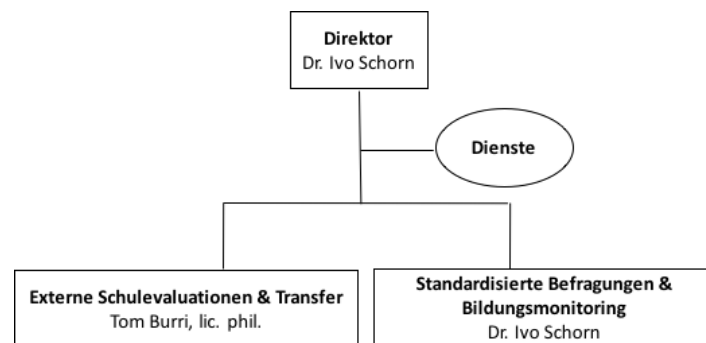 Direktor
Dr. Ivo Schorn
Dienste
Externe Schulevaluationen & Transfer
Tom Burri, lic. phil.
Standardisierte Befragungen &
Bildungsmonitoring
Dr. Ivo Schorn